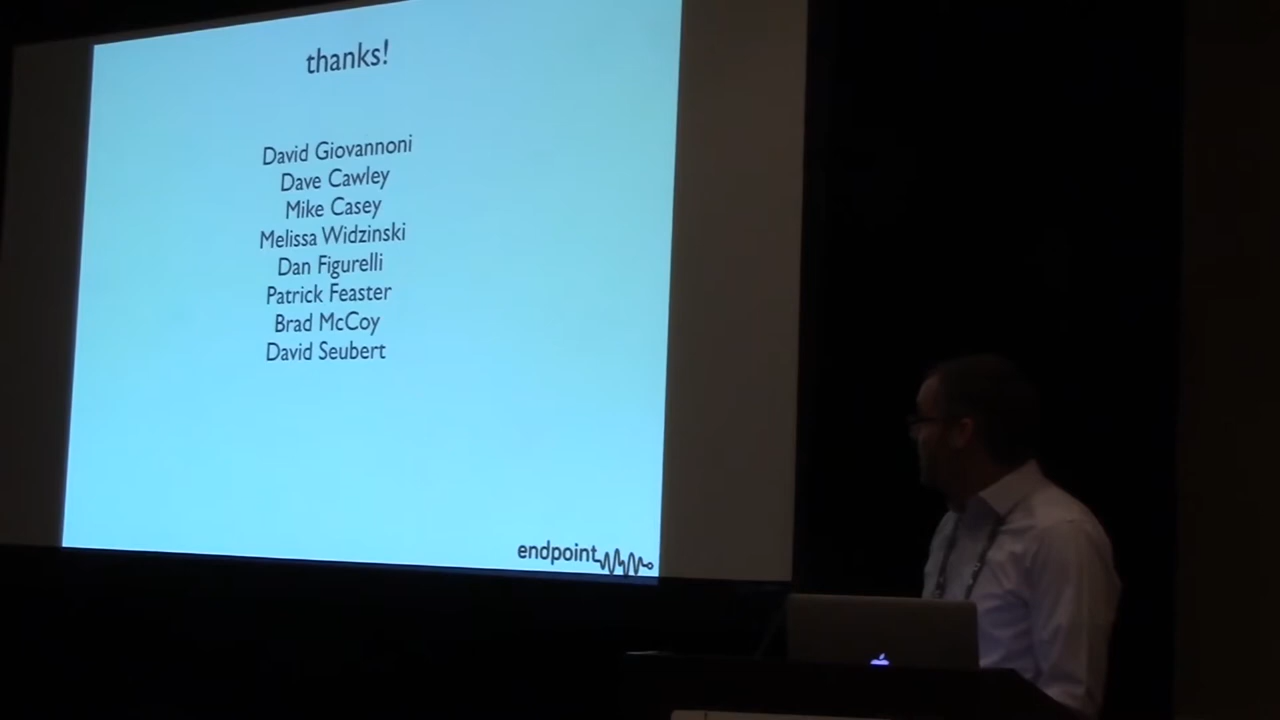 thanks!
David Giovannoni
Dave Cawley
Mike Casey
Melissa Widzinski
Dan Figurelli
Patrick Feaster
Brad McCoy
David Seubert
endpoint